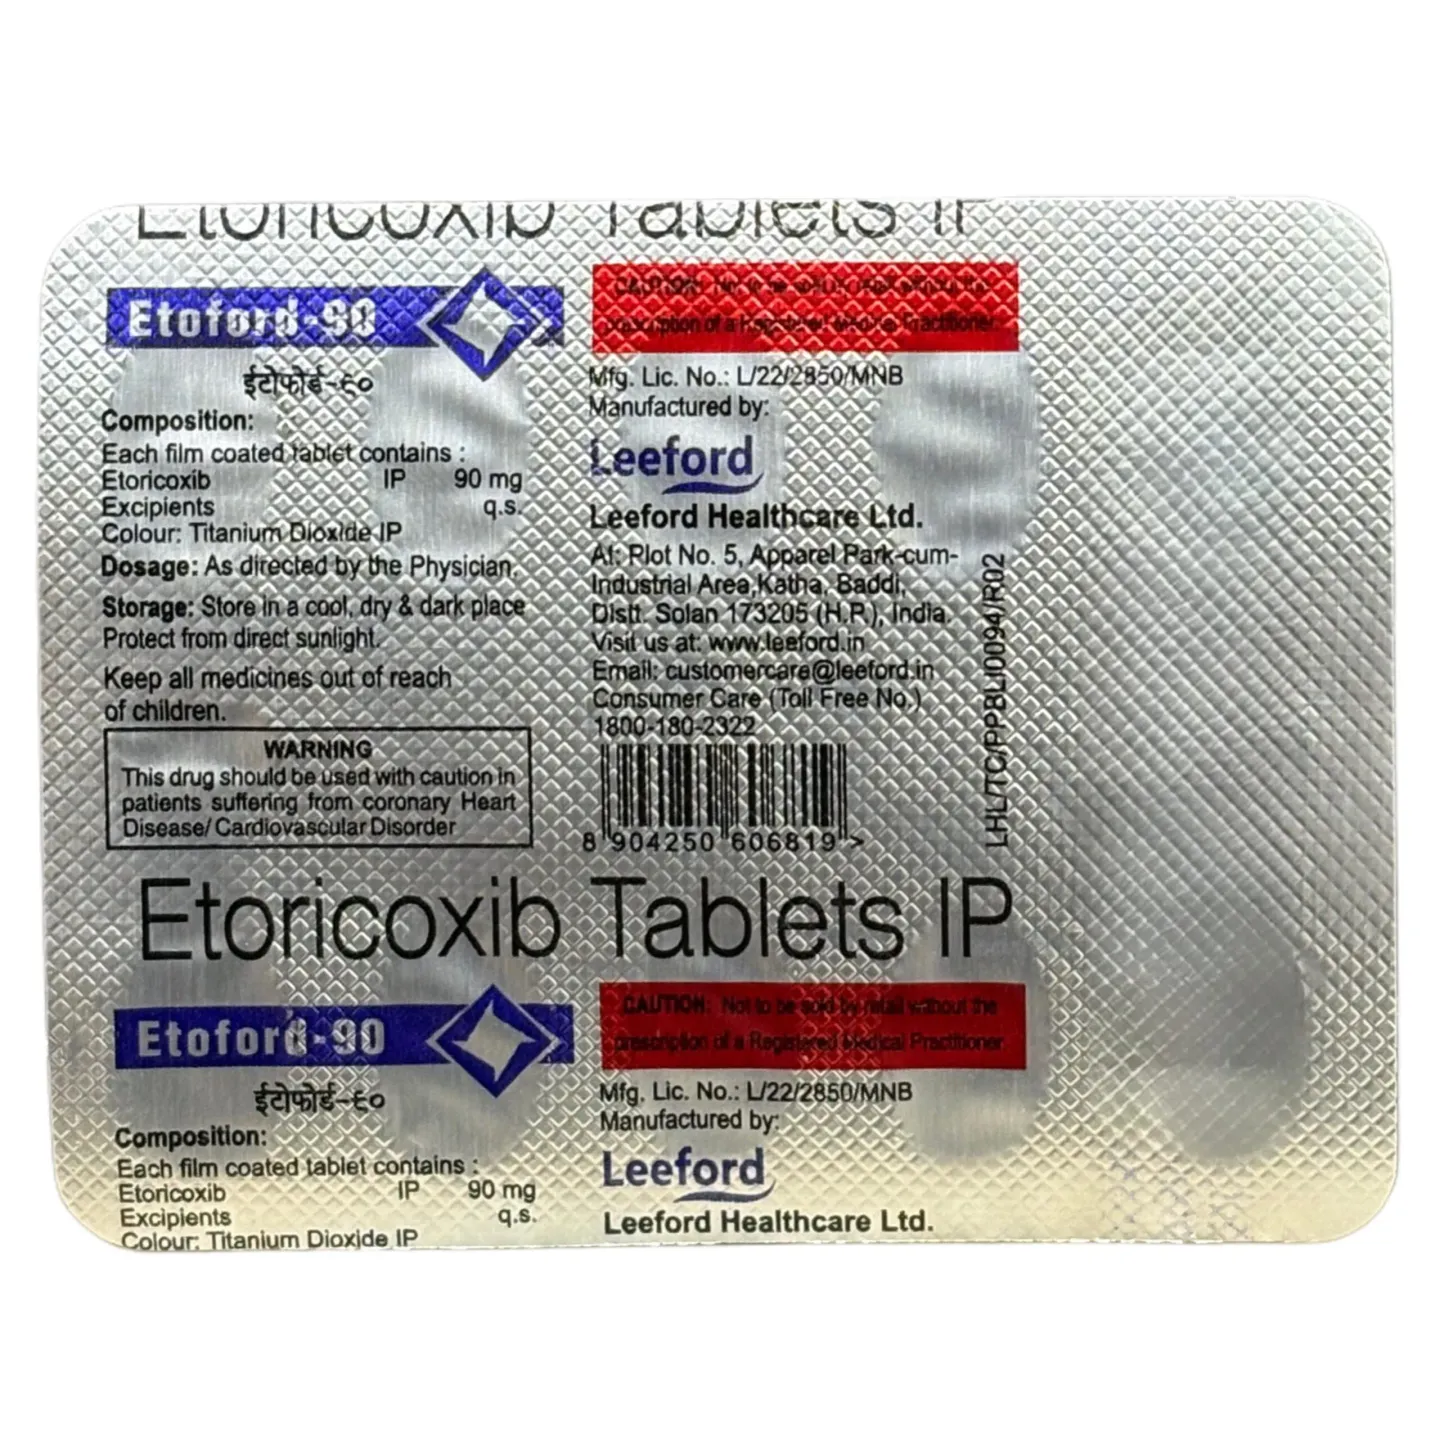 Etoricoxib Tablets IP
Etoford-90
ईटोफोर्ड-९०
Composition:
Each film coated tablet contains :
Etoricoxib IP 90 mg
Excipients q.s.
Colour: Titanium Dioxide IP
Dosage: As directed by the Physician.
Storage: Store in a cool, dry & dark place
Protect from direct sunlight.
Keep all medicines out of reach
of children.
WARNING
This drug should be used with caution in
patients suffering from coronary Heart
Disease/ Cardiovascular Disorder
CAUTION: Not to be sold by retail without the
prescription of a Registered Medical Practitioner.
Mfg. Lic. No.: L/22/2850/MNB
Manufactured by:
Leeford
Leeford Healthcare Ltd.
At: Plot No. 5, Apparel Park-cum-
Industrial Area,Katha, Baddi,
Distt. Solan 173205 (H.P.), India.
Visit us at: www.leeford.in
Email: customercare@leeford.in
Consumer Care (Toll Free No.)
1800-180-2322
8 904250 606819 >
LHL/TC/PPBLI0094/R02
Etoricoxib Tablets IP
Etoford-90
ईटोफोर्ड-९०
Composition:
Each film coated tablet contains :
Etoricoxib IP 90 mg
Excipients q.s.
Colour: Titanium Dioxide IP
CAUTION: Not to be sold by retail without the
prescription of a Registered Medical Practitioner.
Mfg. Lic. No.: L/22/2850/MNB
Manufactured by:
Leeford
Leeford Healthcare Ltd.